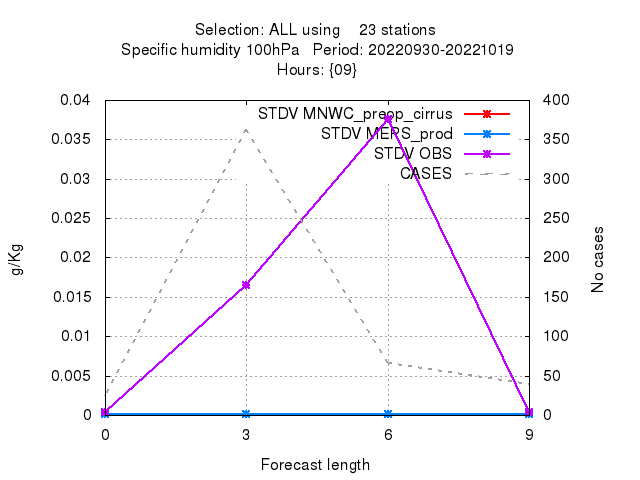 Selection: ALL using 23 stations
Specific humidity 100hPa Period: 20220930-20221019
Hours: {09}
0.04
0.035
0.03
0.025
0.02
0.015
0.01
0.005
0
g/Kg
STDV MNWC_preop_cirrus
STDV MEPS_prod
STDV OBS
CASES
400
350
300
250
200
150
100
50
0
No cases
0 3 6 9
Forecast length